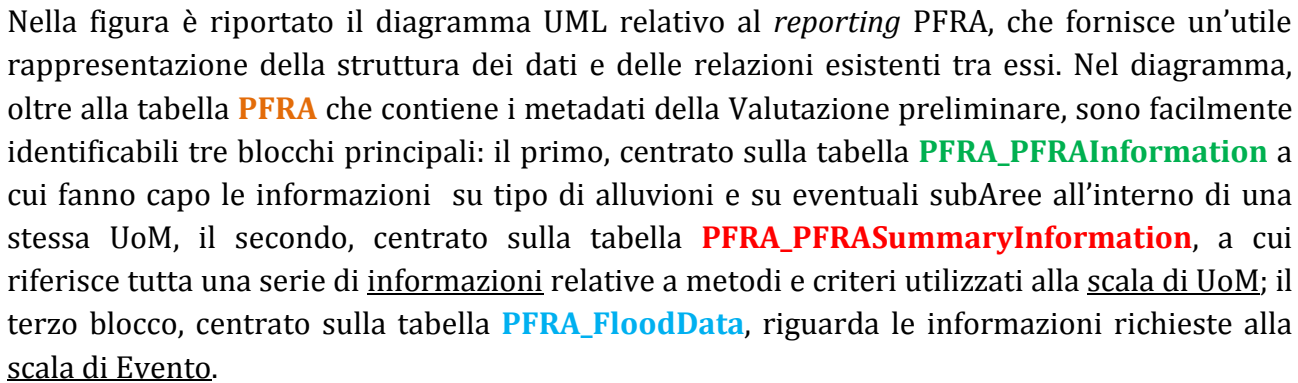 Nella figura è riportato il diagramma UML relativo al reporting PFRA, che fornisce un’utile
rappresentazione della struttura dei dati e delle relazioni esistenti tra essi. Nel diagramma,
oltre alla tabella PFRA che contiene i metadati della Valutazione preliminare, sono facilmente
identificabili tre blocchi principali: il primo, centrato sulla tabella PFRA_PFRAInformation a
cui fanno capo le informazioni su tipo di alluvioni e su eventuali subAree all’interno di una
stessa UoM, il secondo, centrato sulla tabella PFRA_PFRASummaryInformation, a cui
riferisce tutta una serie di informazioni relative a metodi e criteri utilizzati alla scala di UoM; il
terzo blocco, centrato sulla tabella PFRA_FloodData, riguarda le informazioni richieste alla
scala di Evento.